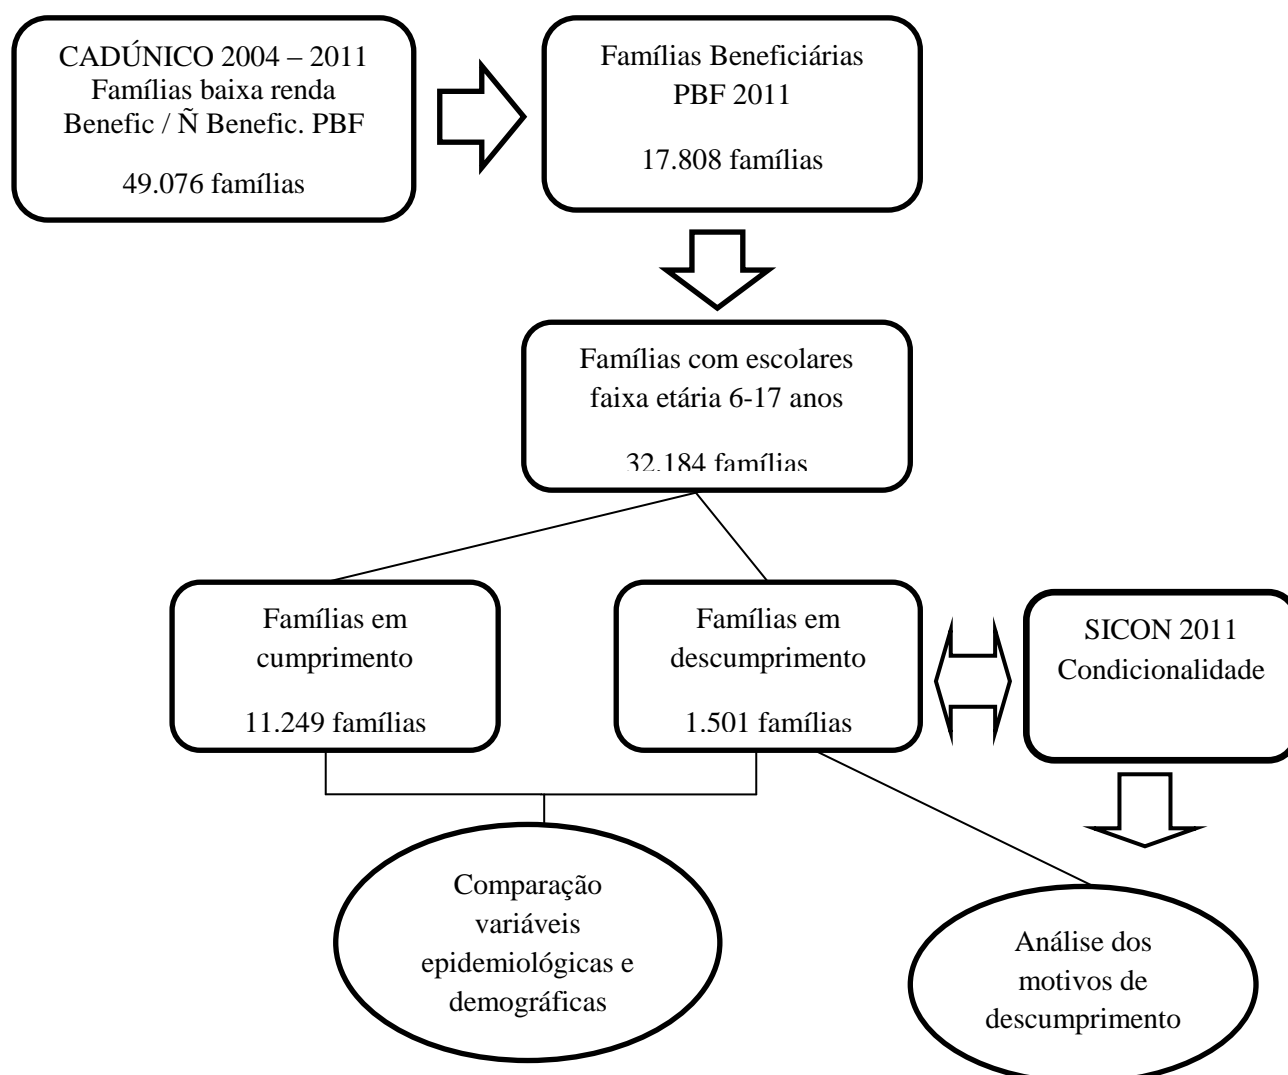 CADÚNICO 2004 – 2011
Famílias baixa renda
Benefic / Ñ Benefic. PBF
49.076 famílias
Famílias Beneficiárias
PBF 2011
17.808 famílias
Famílias com escolares
faixa etária 6-17 anos
32.184 famílias
Famílias em
cumprimento
11.249 famílias
Famílias em
descumprimento
1.501 famílias
SICON 2011
Condicionalidade
Comparação
variáveis
epidemiológicas e
demográficas
Análise dos
motivos de
descumprimento